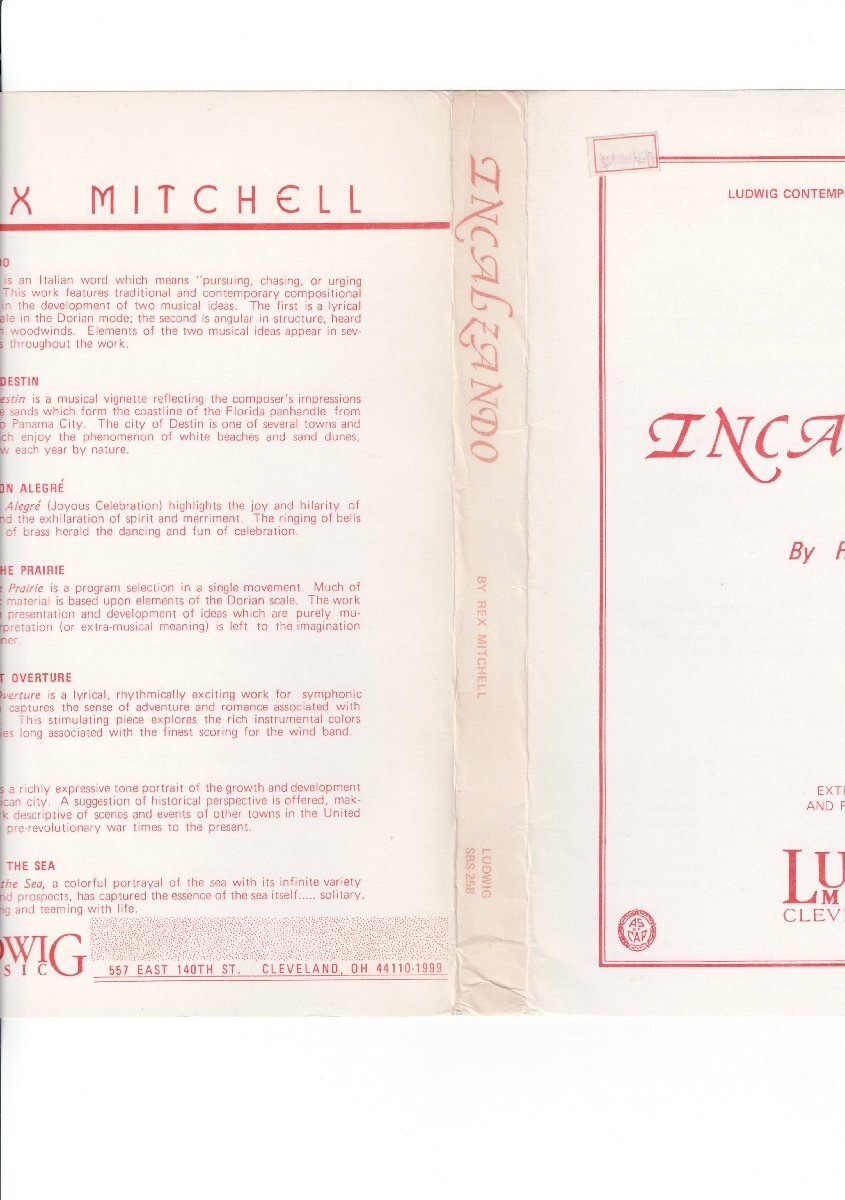 X MITCHELL
DO
is an Italian word which means "pursuing, chasing, or urging
This work features traditional and contemporary compositional
in the development of two musical ideas. The first is a lyrical
ale in the Dorian mode; the second is angular in structure, heard
n woodwinds. Elements of the two musical ideas appear in sev-
s throughout the work.
DESTIN
estin is a musical vignette reflecting the composer's impressions
e sands which form the coastline of the Florida panhandle from
o Panama City. The city of Destin is one of several towns and
ich enjoy the phenomenon of white beaches and sand dunes,
w each year by nature.
ON ALEGRÉ
Alegré (Joyous Celebration) highlights the joy and hilarity of
nd the exhilaration of spirit and merriment. The ringing of bells
of brass herald the dancing and fun of celebration.
HE PRAIRIE
e Prairie is a program selection in a single movement. Much of
c material is based upon elements of the Dorian scale. The work
e presentation and development of ideas which are purely mu-
rpretation (or extra-musical meaning) is left to the imagination
ner.
T OVERTURE
Overture is a lyrical, rhythmically exciting work for symphonic
captures the sense of adventure and romance associated with
. This stimulating piece explores the rich instrumental colors
ies long associated with the finest scoring for the wind band.
s a richly expressive tone portrait of the growth and development
ican city. A suggestion of historical perspective is offered, mak-
rk descriptive of scenes and events of other towns in the United
pre-revolutionary war times to the present.
THE SEA
the Sea, a colorful portrayal of the sea with its infinite variety
nd prospects, has captured the essence of the sea itself..... solitary,
ng and teeming with life.
DWIG
SIC
557 EAST 140TH ST. CLEVELAND, OH 44110-1999
INCALZANDO
BY REX MITCHELL
LUDWIG
SBS 258
LUDWIG CONTEMPO
INCA
By R
EXT
AND F
LU
M
CLEV
AS
OF
CAP